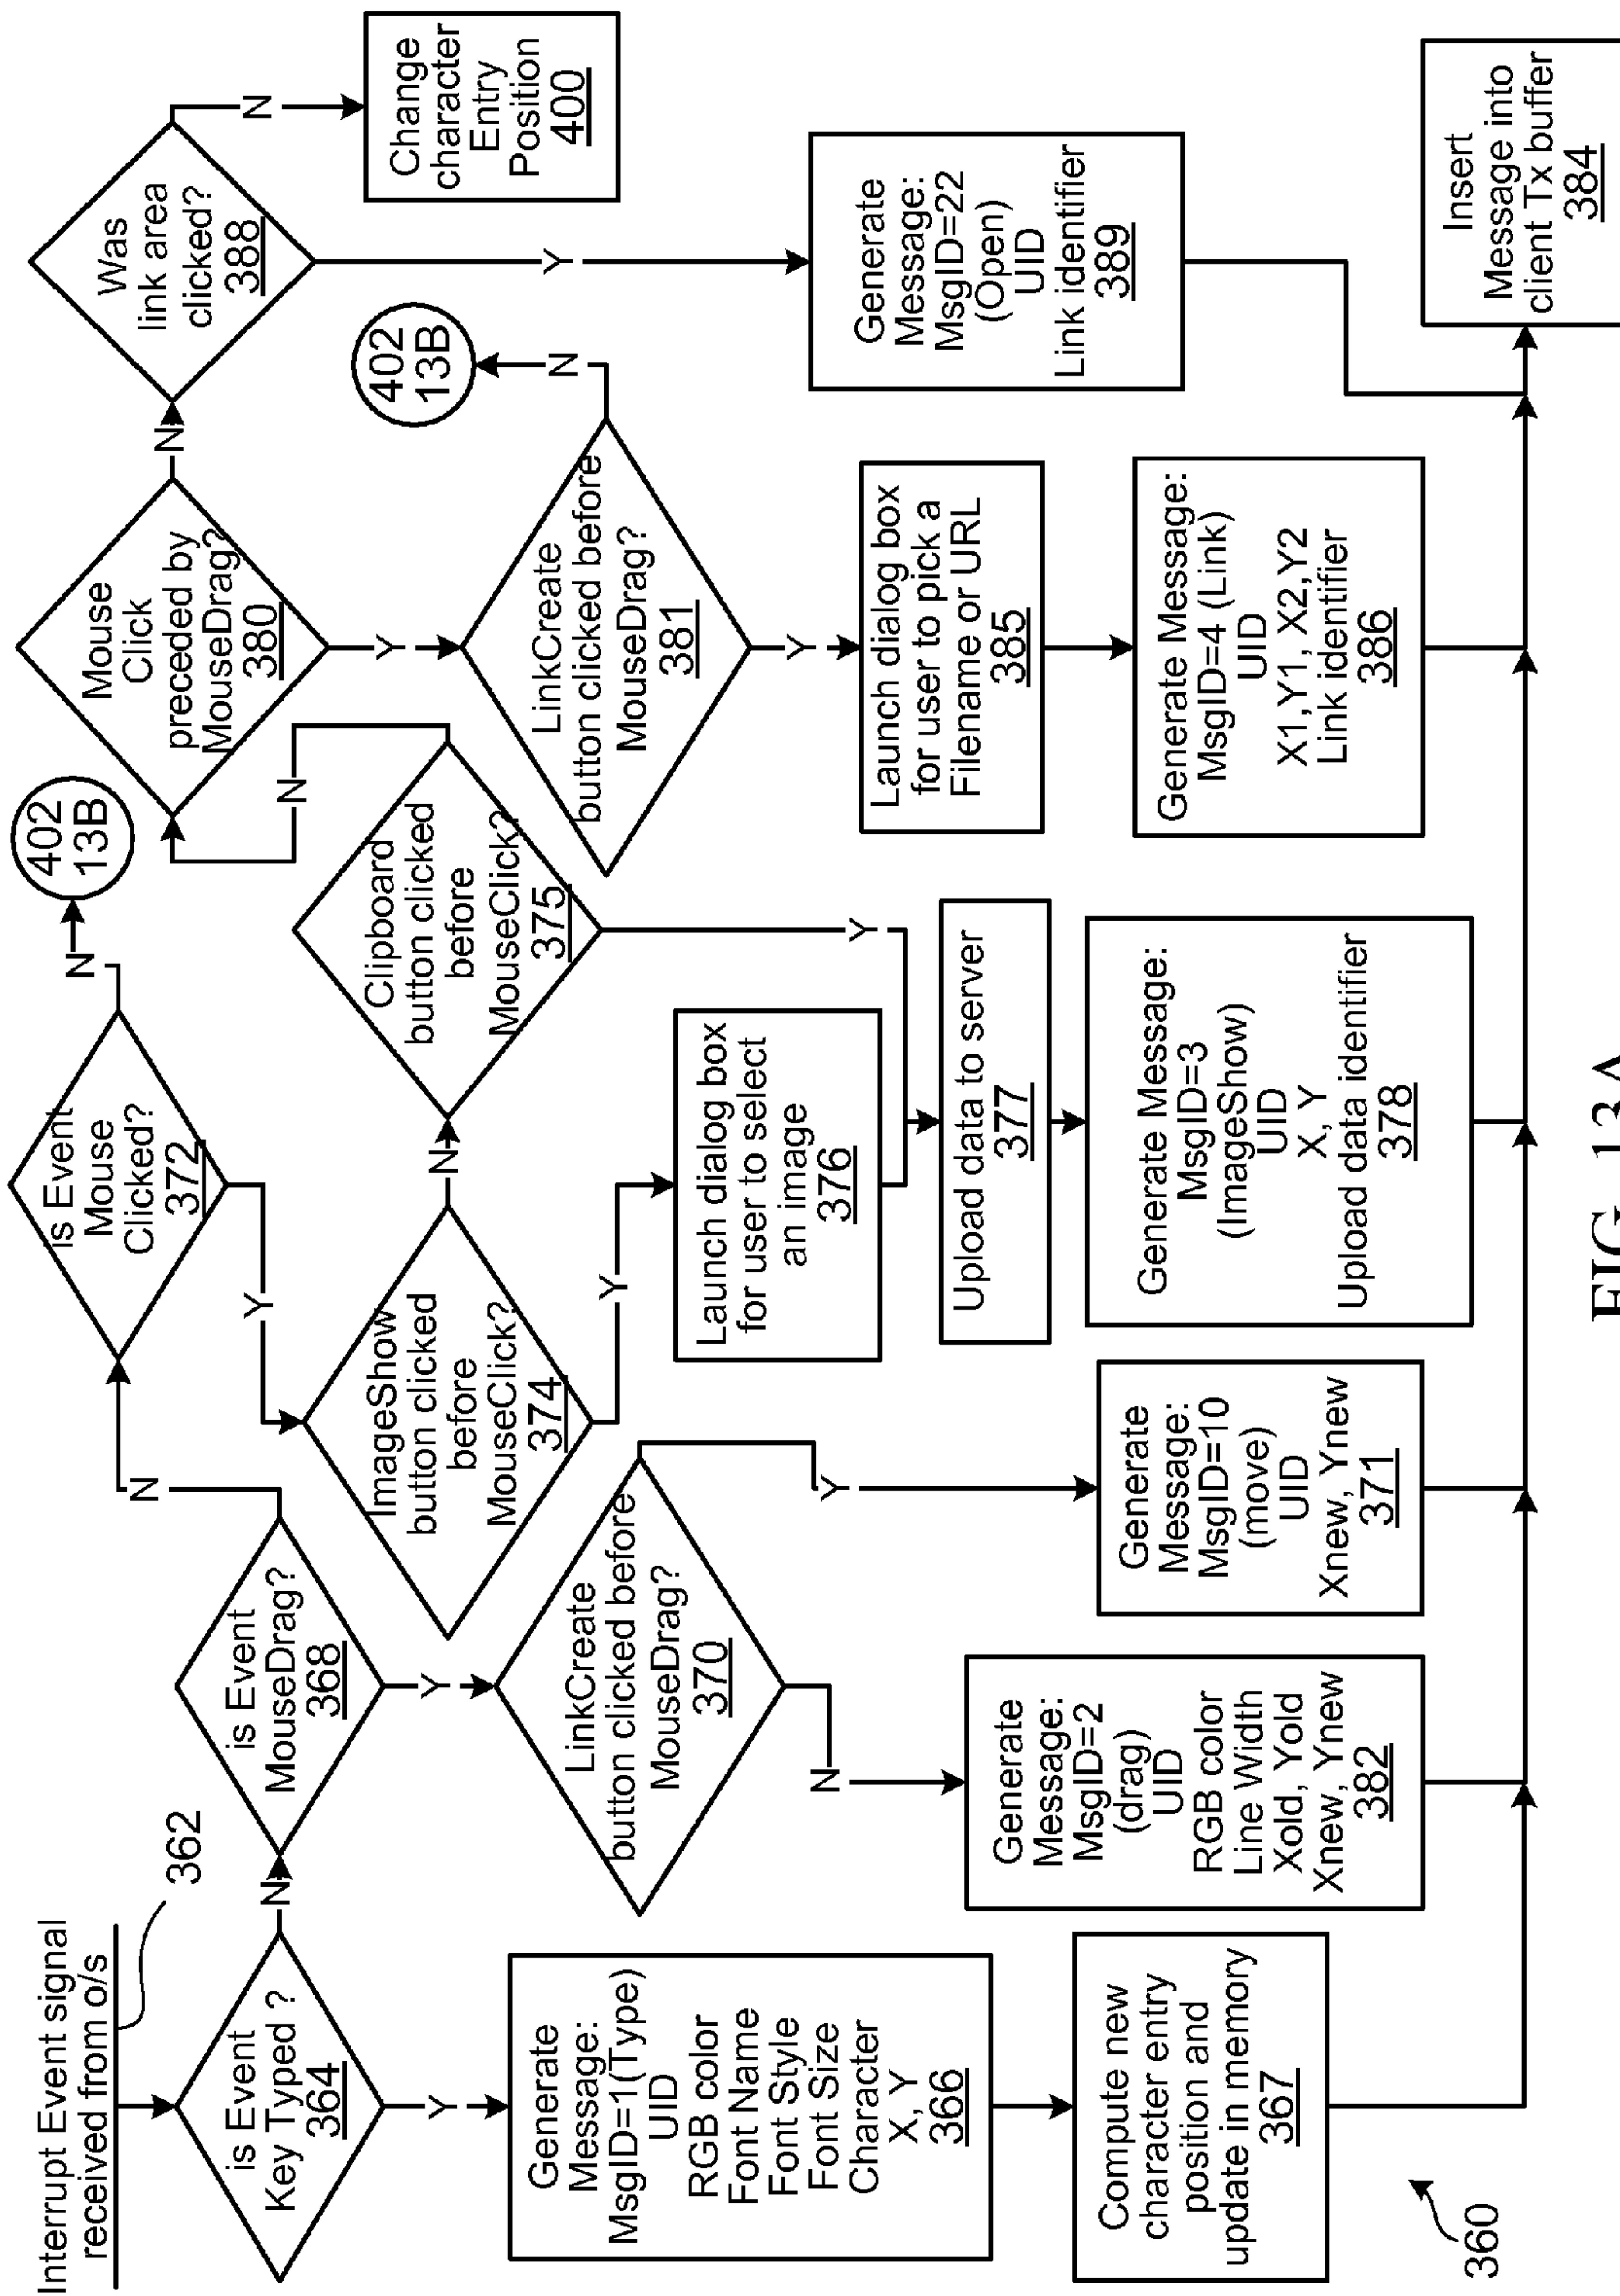 Interrupt Event signal
received from o/s
362
is Event
Key Typed ?
364
N
Y
Generate
Message:
MsgID=1(Type)
UID
RGB color
Font Name
Font Style
Font Size
Character
X, Y
366
Compute new
character entry
position and
update in memory
367
360
is Event
MouseDrag?
368
N
Y
LinkCreate
button clicked before
MouseDrag?
370
N
Y
Generate
Message:
MsgID=2
(drag)
UID
RGB color
Line Width
Xold, Yold
Xnew, Ynew
382
Generate
Message:
MsgID=10
(move)
UID
Xnew, Ynew
371
is Event
Mouse
Clicked?
372
N
402
13B
Y
ImageShow
button clicked
before
MouseClick?
374
N
Y
Launch dialog box
for user to select
an image
376
Clipboard
button clicked
before
MouseClick?
375
N
Y
Upload data to server
377
Generate Message:
MsgID=3
(ImageShow)
UID
X, Y
Upload data identifier
378
Mouse
Click
preceded by
MouseDrag?
380
N
Y
LinkCreate
button clicked before
MouseDrag?
381
N
402
13B
Y
Launch dialog box
for user to pick a
Filename or URL
385
Generate Message:
MsgID=4 (Link)
UID
X1,Y1, X2,Y2
Link identifier
386
Was
link area
clicked?
388
N
Change
character
Entry
Position
400
Y
Generate
Message:
MsgID=22
(Open)
UID
Link identifier
389
Insert
Message into
client Tx buffer
384
FIG. 13A